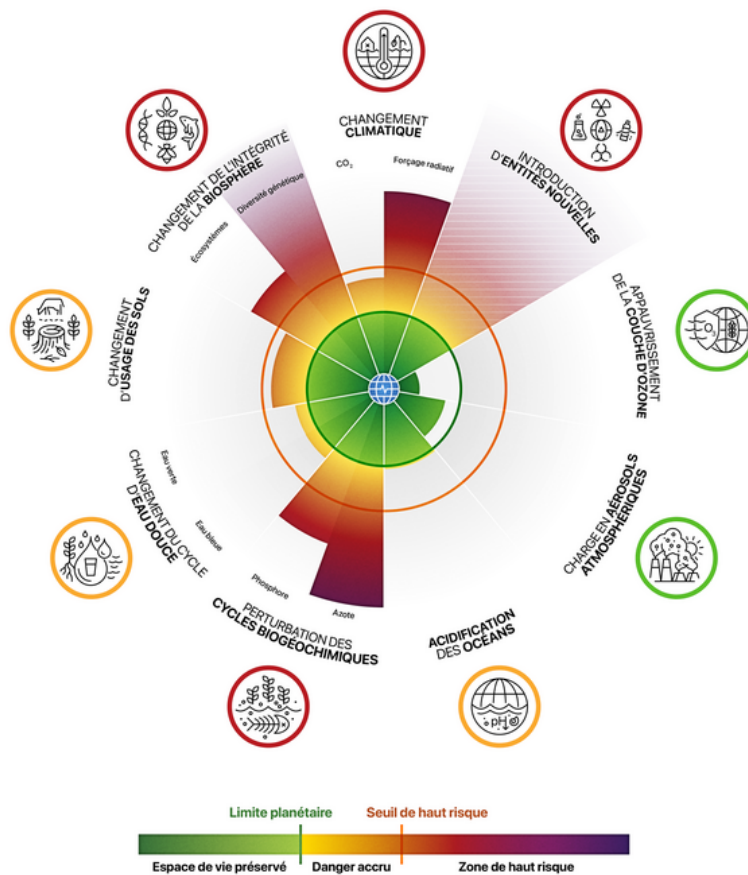 CHANGEMENT
CLIMATIQUE
CO₂
Forçage radiatif
INTRODUCTION
D'ENTITÉS NOUVELLES
APPAUVRISSEMENT
DE LA COUCHE D'OZONE
CHARGE EN AÉROSOLS
ATMOSPHÉRIQUES
ACIDIFICATION
DES OCÉANS
pH
Azote
Phosphore
PERTURBATION DES
CYCLES BIOGÉOCHIMIQUES
Eau bleue
Eau verte
CHANGEMENT DU CYCLE
D'EAU DOUCE
CHANGEMENT
D'USAGE DES SOLS
Écosystèmes
Diversité génétique
CHANGEMENT DE L'INTÉGRITÉ
DE LA BIOSPHÈRE
Limite planétaire
Seuil de haut risque
Espace de vie préservé
Danger accru
Zone de haut risque